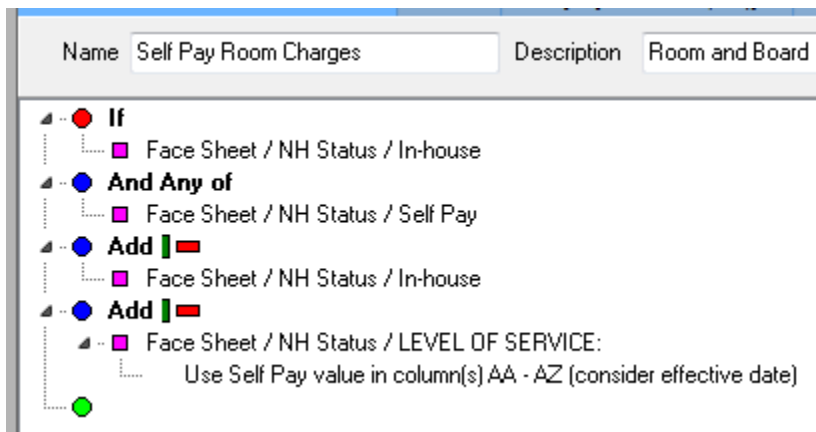 Name Self Pay Room Charges Description Room and Board
If
Face Sheet / NH Status / In-house
And Any of
Face Sheet / NH Status / Self Pay
Add
Face Sheet / NH Status / In-house
Add
Face Sheet / NH Status / LEVEL OF SERVICE:
Use Self Pay value in column(s) AA - AZ (consider effective date)